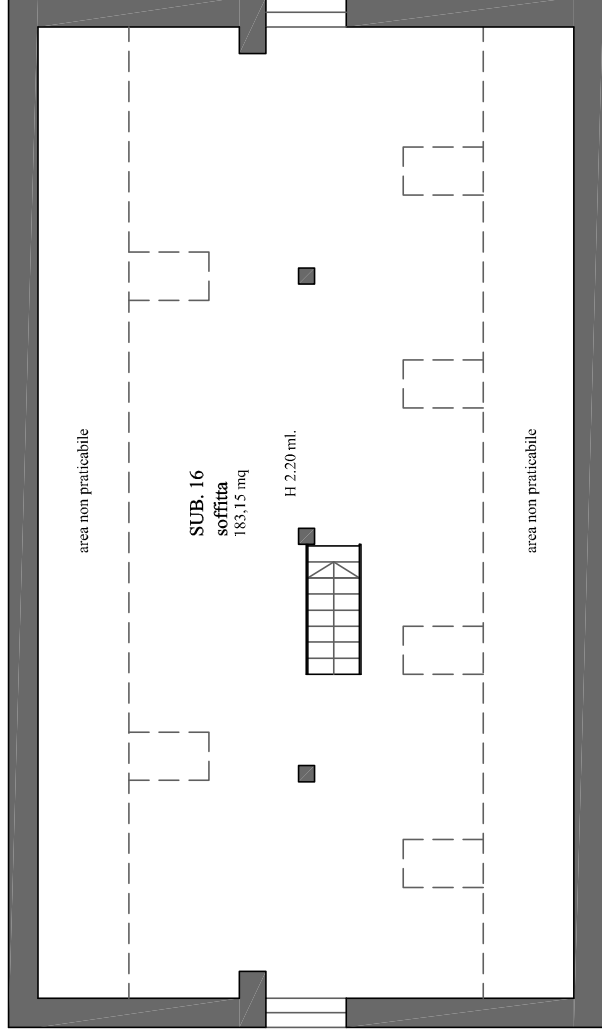 area non praticabile
SUB. 16
soffitta
183,15 mq
H 2.20 ml.
area non praticabile